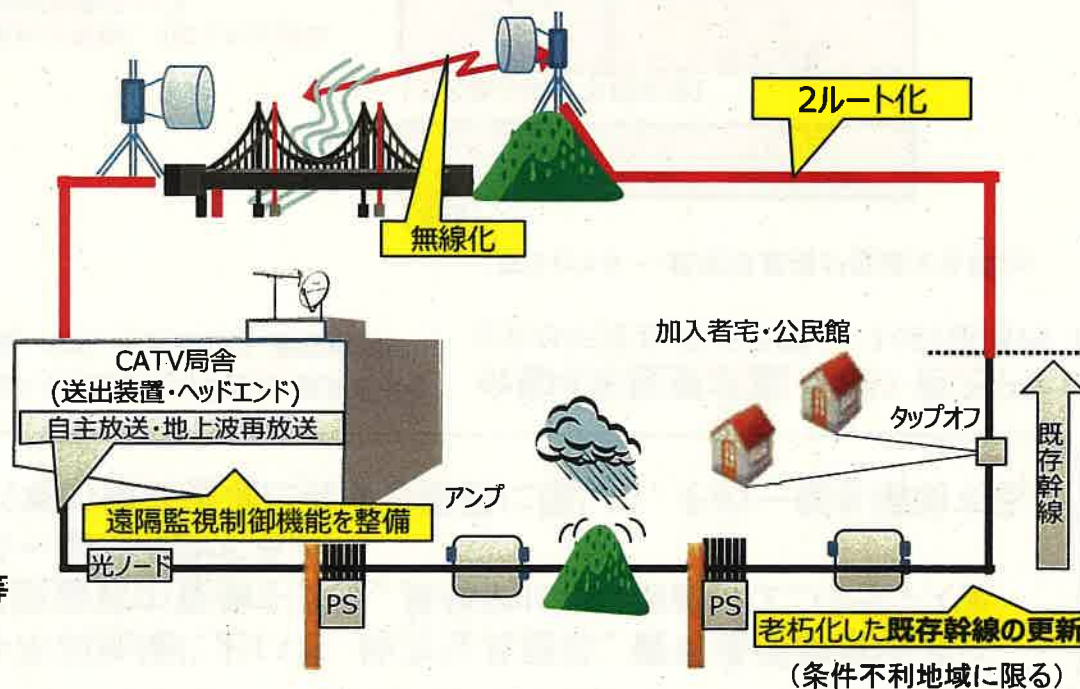 2ルート化
無線化
加入者宅・公民館
CATV局舎
(送出装置・ヘッドエンド)
自主放送・地上波再放送
タップオフ
既存幹線
アンプ
遠隔監視制御機能を整備
光ノード
等
PS
PS
老朽化した既存幹線の更新
(条件不利地域に限る)